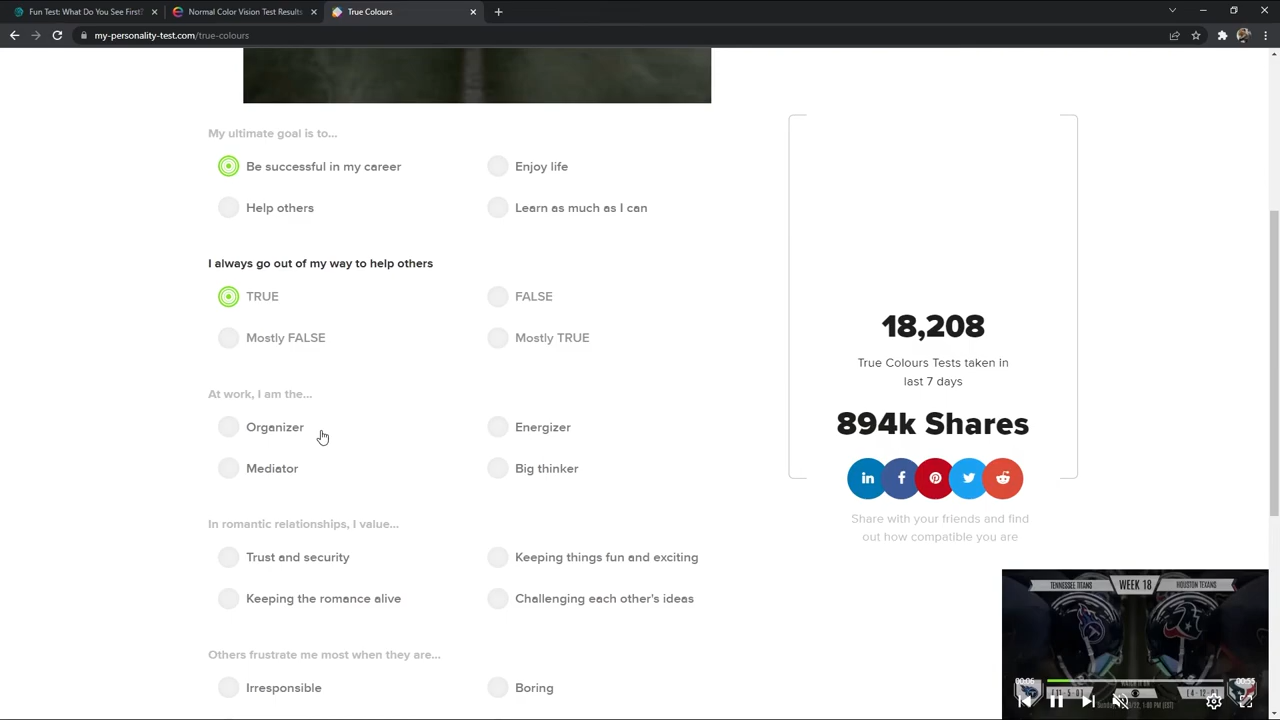 Fun Test: What Do You See First?
Normal Color Vision Test Results
True Colours
my-personality-test.com/true-colours
My ultimate goal is to...
Be successful in my career
Enjoy life
Help others
Learn as much as I can
I always go out of my way to help others
TRUE
FALSE
Mostly FALSE
Mostly TRUE
At work, I am the...
Organizer
Energizer
Mediator
Big thinker
In romantic relationships, I value...
Trust and security
Keeping things fun and exciting
Keeping the romance alive
Challenging each other's ideas
Others frustrate me most when they are...
Irresponsible
Boring
18,208
True Colours Tests taken in
last 7 days
894k Shares
Share with your friends and find
out how compatible you are
TENNESSEE TITANS
WEEK 18
HOUSTON TEXANS
00:06
00:55